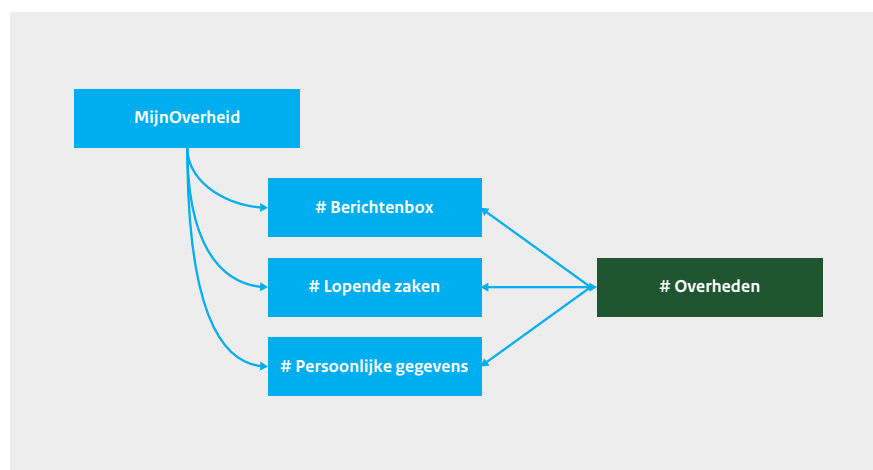 MijnOverheid
# Berichtenbox
# Lopende zaken
# Overheden
# Persoonlijke gegevens